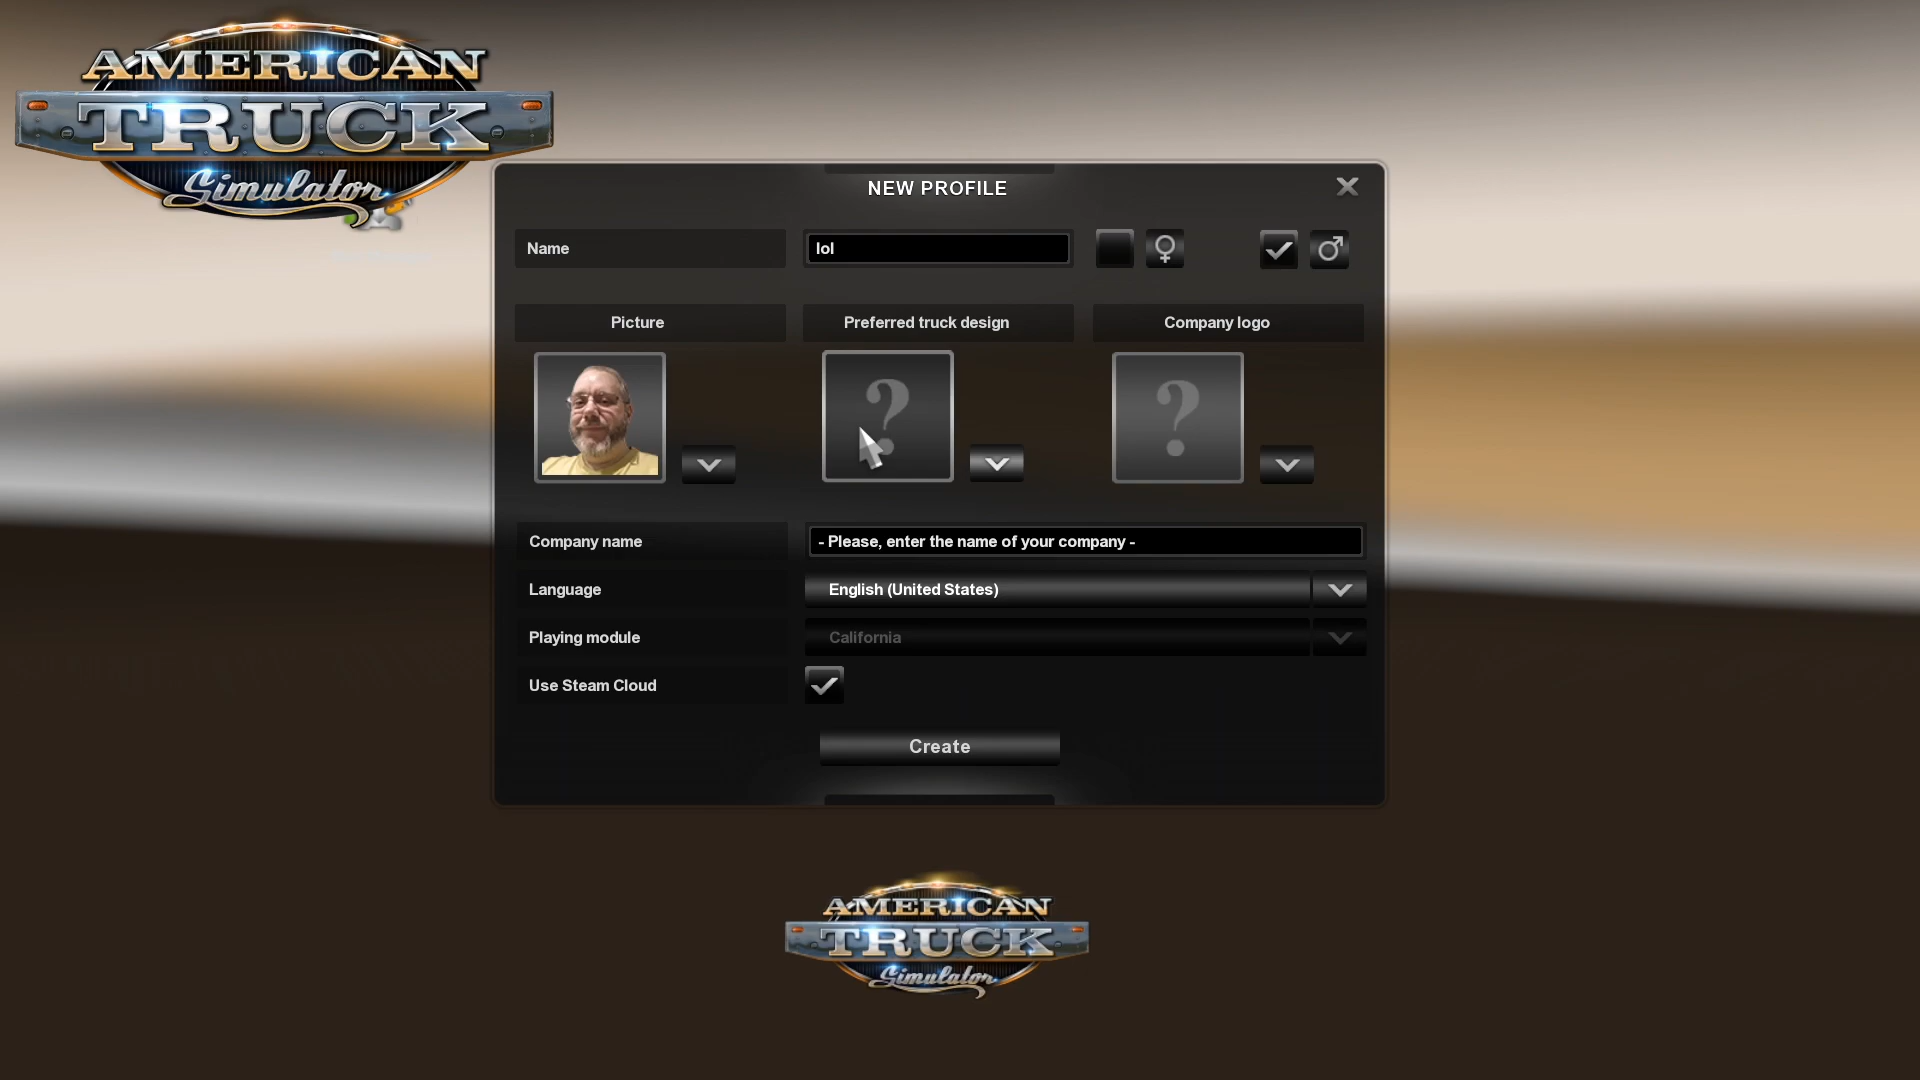 AMERICAN
TRUCK
Simulator
NEW PROFILE
Name
lol
Picture
Preferred truck design
Company logo
?
?
Company name
- Please, enter the name of your company -
Language
English (United States)
Playing module
California
Use Steam Cloud
Create
AMERICAN
TRUCK
Simulator